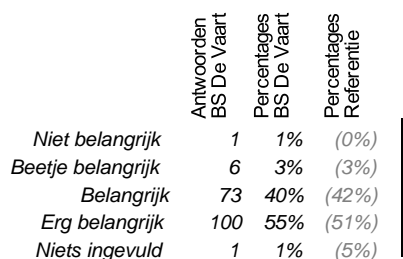 Antwoorden
BS De Vaart
Percentages
BS De Vaart
Percentages
Referentie
Niet belangrijk 1 1% (0%)
Beetje belangrijk 6 3% (3%)
Belangrijk 73 40% (42%)
Erg belangrijk 100 55% (51%)
Niets ingevuld 1 1% (5%)